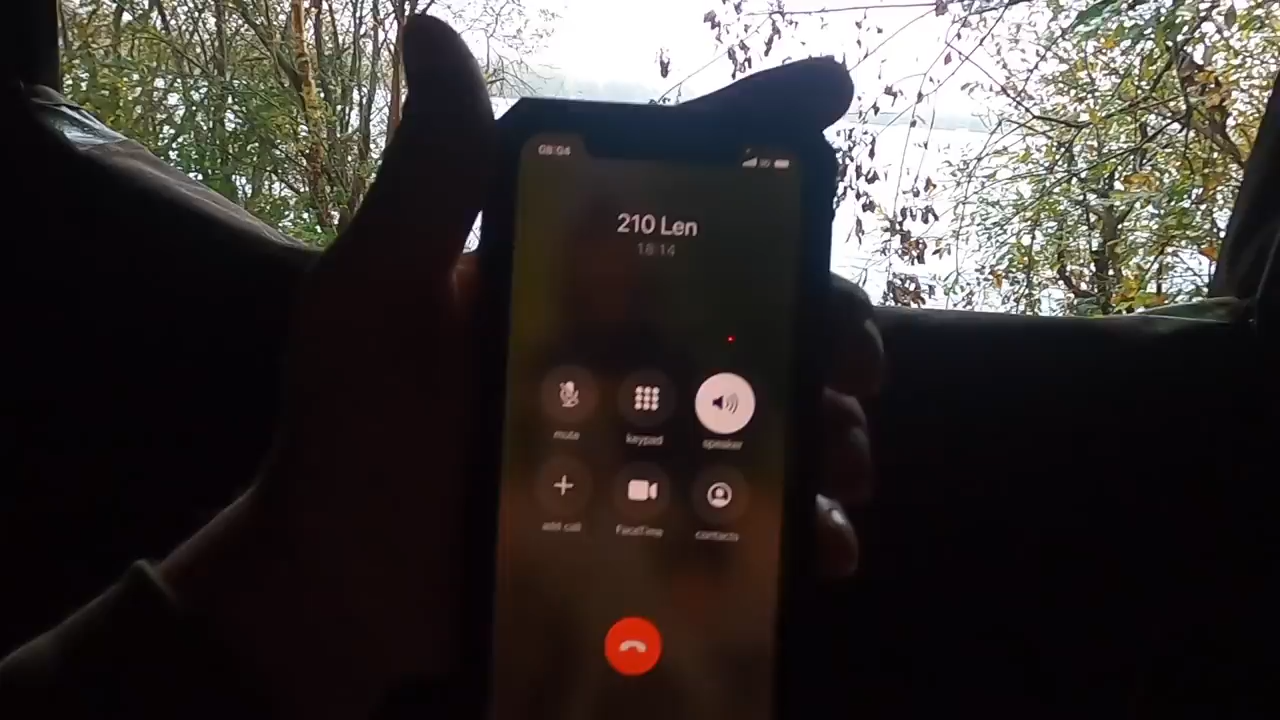 08:04
210 Len
18:14
mute
keypad
speaker
add call
FaceTime
contacts